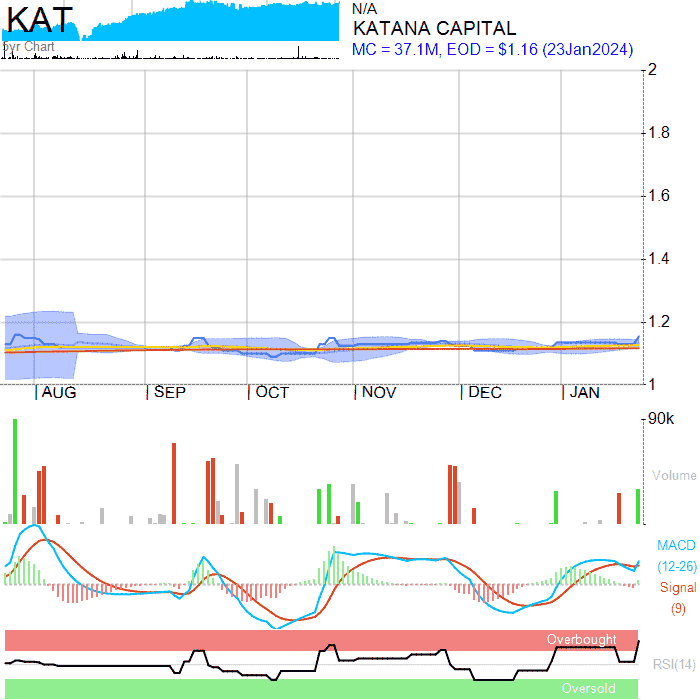 KAT
N/A
KATANA CAPITAL
5yr Chart
MC = 37.1M, EOD = $1.16 (23Jan2024)
2
1.8
1.6
1.4
1.2
1
AUG SEP OCT NOV DEC JAN
90k
Volume
MACD
(12-26)
Signal
(9)
Overbought
RSI(14)
Oversold